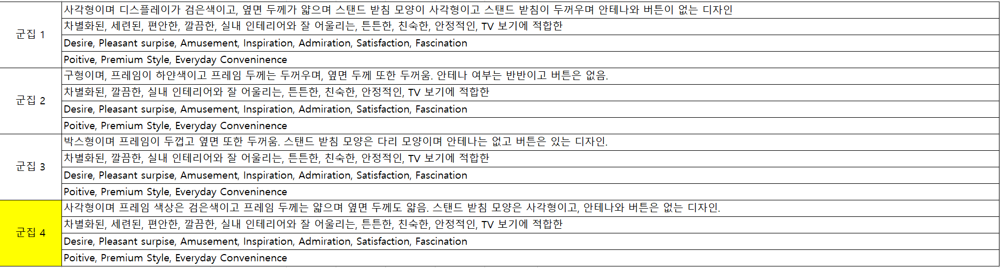 군집 1
사각형이며 디스플레이가 검은색이고, 옆면 두께가 얇으며 스탠드 받침 모양이 사각형이고 스탠드 받침이 두꺼우며 안테나와 버튼이 없는 디자인
차별화된, 세련된, 편안한, 깔끔한, 실내 인테리어와 잘 어울리는, 튼튼한, 친숙한, 안정적인, TV 보기에 적합한
Desire, Pleasant surpise, Amusement, Inspiration, Admiration, Satisfaction, Fascination
Poitive, Premium Style, Everyday Conveninence
군집 2
구형이며, 프레임이 하얀색이고 프레임 두께는 두꺼우며, 옆면 두께 또한 두꺼움. 안테나 여부는 반반이고 버튼은 없음.
차별화된, 깔끔한, 실내 인테리어와 잘 어울리는, 튼튼한, 친숙한, 안정적인, TV 보기에 적합한
Desire, Pleasant surpise, Amusement, Inspiration, Admiration, Satisfaction, Fascination
Poitive, Premium Style, Everyday Conveninence
군집 3
박스형이며 프레임이 두껍고 옆면 또한 두꺼움. 스탠드 받침 모양은 다리 모양이며 안테나는 없고 버튼은 있는 디자인.
차별화된, 깔끔한, 실내 인테리어와 잘 어울리는, 튼튼한, 친숙한, 안정적인, TV 보기에 적합한
Desire, Pleasant surpise, Amusement, Inspiration, Admiration, Satisfaction, Fascination
Poitive, Premium Style, Everyday Conveninence
군집 4
사각형이며 프레임 색상은 검은색이고 프레임 두께는 얇으며 옆면 두께도 얇음. 스탠드 받침 모양은 사각형이고, 안테나와 버튼은 없는 디자인.
차별화된, 세련된, 편안한, 깔끔한, 실내 인테리어와 잘 어울리는, 튼튼한, 친숙한, 안정적인, TV 보기에 적합한
Desire, Pleasant surpise, Amusement, Inspiration, Admiration, Satisfaction, Fascination
Poitive, Premium Style, Everyday Conveninence